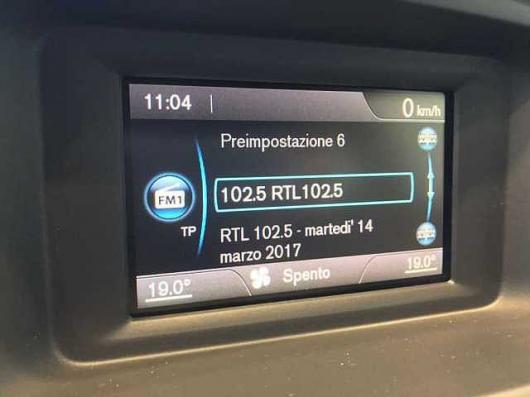 11:04
0 km/h
Preimpostazione 6
FM1
102.5 RTL102.5
TP
RTL 102.5 - martedi' 14
marzo 2017
19.0°
Spento
19.0°